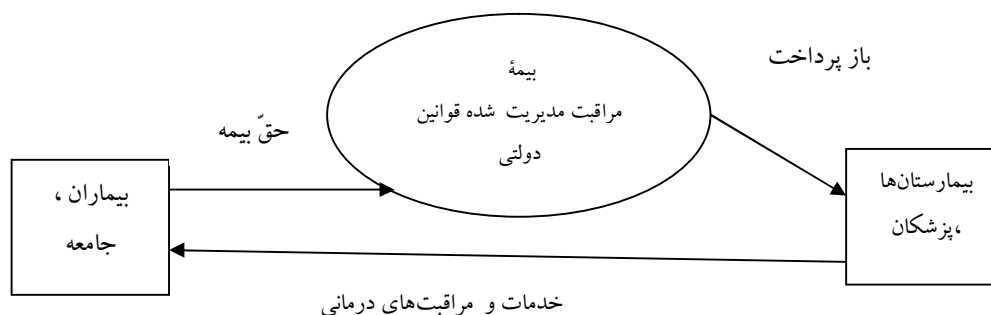 باز پرداخت
بیمهٔ
مراقبت مدیریت شده قوانین
دولتی
حقّ بیمه
بیماران ،
جامعه
بیمارستان‌ها
،پزشکان
خدمات و مراقبت‌های درمانی